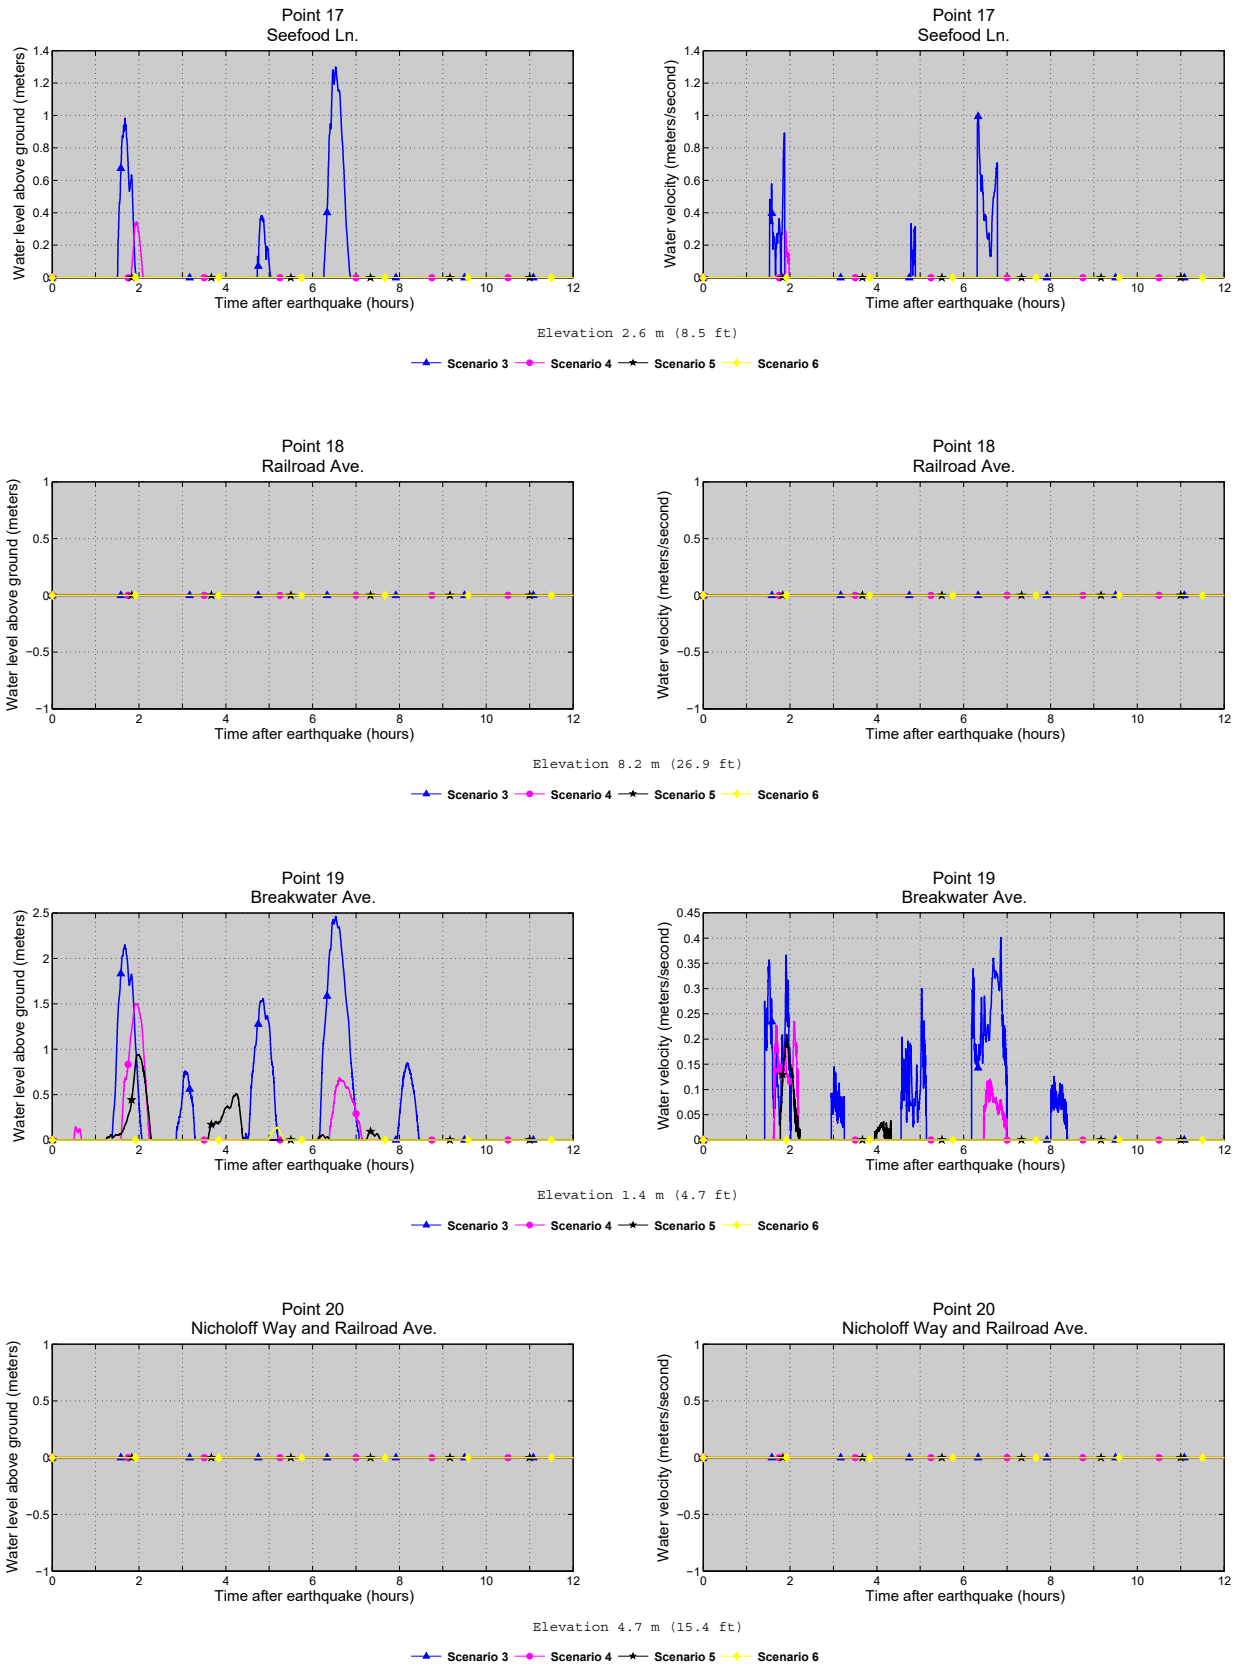 Point 17
Seefood Ln.
Water level above ground (meters)
1.4
1.2
1
0.8
0.6
0.4
0.2
0
0 2 4 6 8 10 12
Time after earthquake (hours)
Point 17
Seefood Ln.
Water velocity (meters/second)
1.4
1.2
1
0.8
0.6
0.4
0.2
0
0 2 4 6 8 10 12
Time after earthquake (hours)
Elevation 2.6 m (8.5 ft)
Scenario 3 Scenario 4 Scenario 5 Scenario 6
Point 18
Railroad Ave.
Water level above ground (meters)
1
0.5
0
−0.5
−1
0 2 4 6 8 10 12
Time after earthquake (hours)
Point 18
Railroad Ave.
Water velocity (meters/second)
1
0.5
0
−0.5
−1
0 2 4 6 8 10 12
Time after earthquake (hours)
Elevation 8.2 m (26.9 ft)
Scenario 3 Scenario 4 Scenario 5 Scenario 6
Point 19
Breakwater Ave.
Water level above ground (meters)
2.5
2
1.5
1
0.5
0
0 2 4 6 8 10 12
Time after earthquake (hours)
Point 19
Breakwater Ave.
Water velocity (meters/second)
0.45
0.4
0.35
0.3
0.25
0.2
0.15
0.1
0.05
0
0 2 4 6 8 10 12
Time after earthquake (hours)
Elevation 1.4 m (4.7 ft)
Scenario 3 Scenario 4 Scenario 5 Scenario 6
Point 20
Nicholoff Way and Railroad Ave.
Water level above ground (meters)
1
0.5
0
−0.5
−1
0 2 4 6 8 10 12
Time after earthquake (hours)
Point 20
Nicholoff Way and Railroad Ave.
Water velocity (meters/second)
1
0.5
0
−0.5
−1
0 2 4 6 8 10 12
Time after earthquake (hours)
Elevation 4.7 m (15.4 ft)
Scenario 3 Scenario 4 Scenario 5 Scenario 6